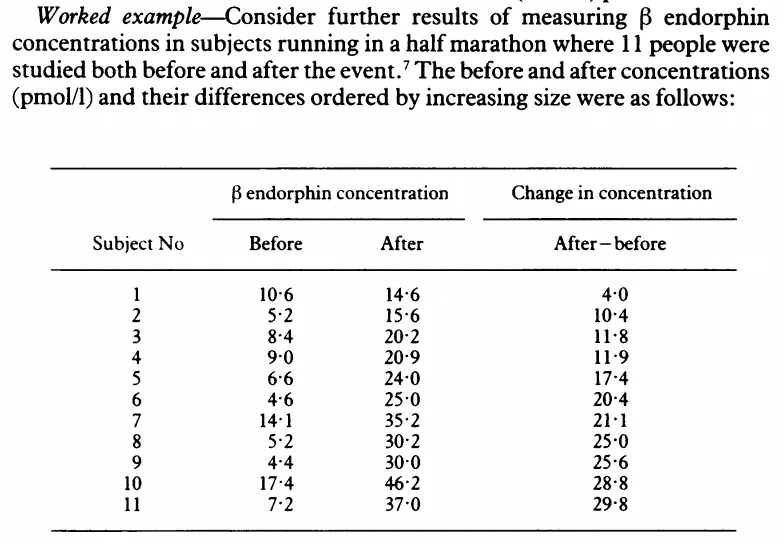 Worked example—Consider further results of measuring β endorphin
concentrations in subjects running in a half marathon where 11 people were
studied both before and after the event.⁷ The before and after concentrations
(pmol/l) and their differences ordered by increasing size were as follows:
β endorphin concentration Change in concentration
Subject No Before After After−before
1 10·6 14·6 4·0
2 5·2 15·6 10·4
3 8·4 20·2 11·8
4 9·0 20·9 11·9
5 6·6 24·0 17·4
6 4·6 25·0 20·4
7 14·1 35·2 21·1
8 5·2 30·2 25·0
9 4·4 30·0 25·6
10 17·4 46·2 28·8
11 7·2 37·0 29·8